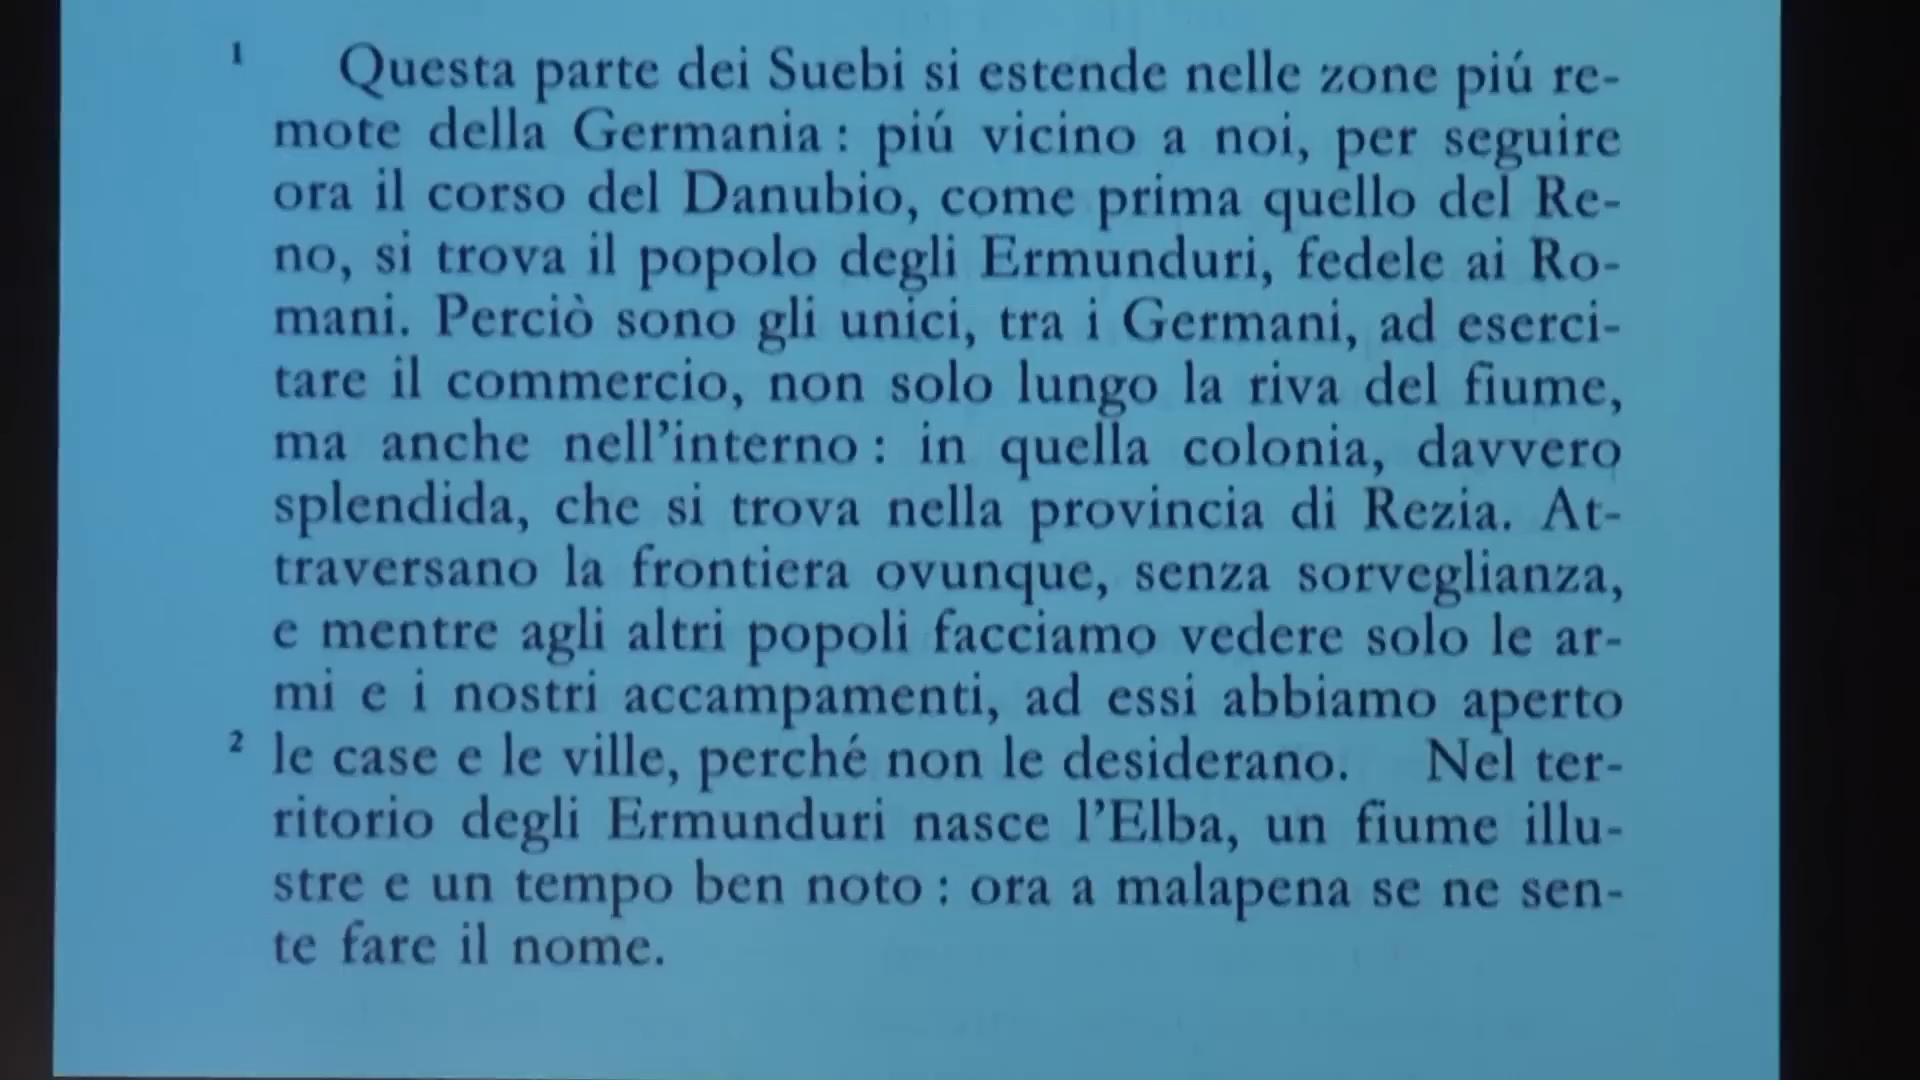 1 Questa parte dei Suebi si estende nelle zone piú re-
mote della Germania : piú vicino a noi, per seguire
ora il corso del Danubio, come prima quello del Re-
no, si trova il popolo degli Ermunduri, fedele ai Ro-
mani. Perciò sono gli unici, tra i Germani, ad eserci-
tare il commercio, non solo lungo la riva del fiume,
ma anche nell'interno : in quella colonia, davvero
splendida, che si trova nella provincia di Rezia. At-
traversano la frontiera ovunque, senza sorveglianza,
e mentre agli altri popoli facciamo vedere solo le ar-
mi e i nostri accampamenti, ad essi abbiamo aperto
2 le case e le ville, perché non le desiderano. Nel ter-
ritorio degli Ermunduri nasce l'Elba, un fiume illu-
stre e un tempo ben noto : ora a malapena se ne sen-
te fare il nome.